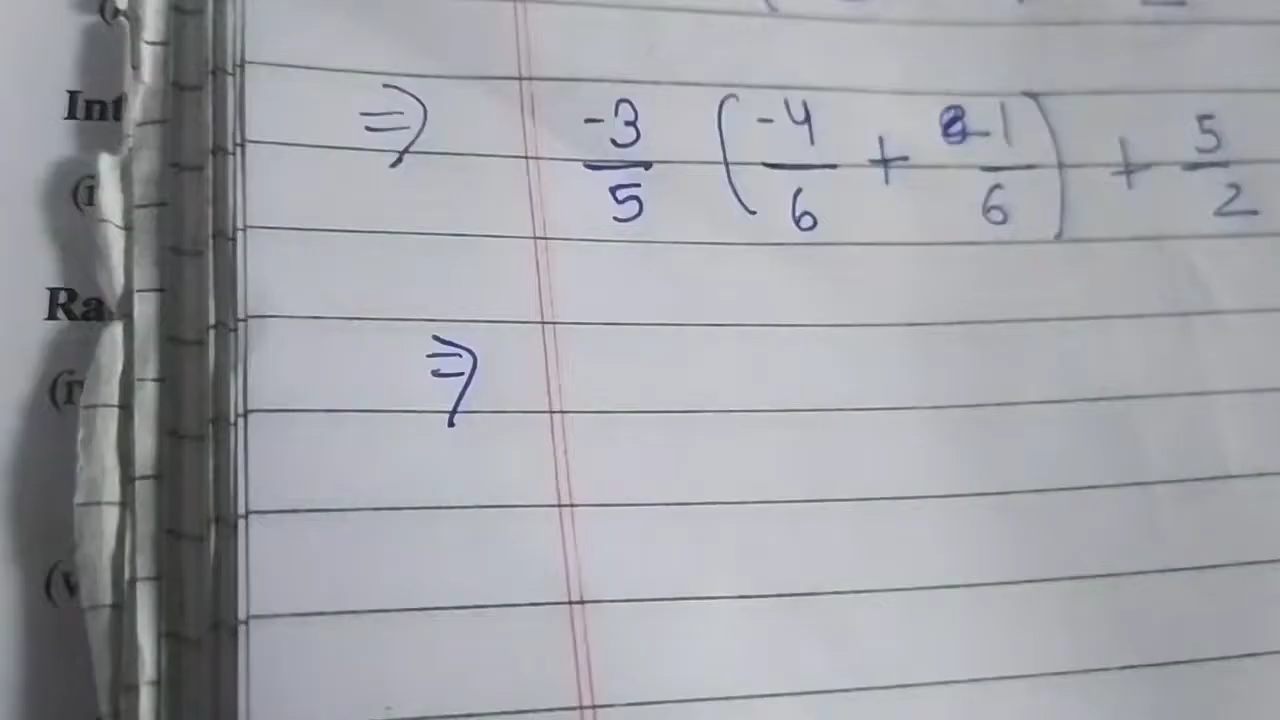 Int
(i
⇒ -3/5 (-4/6 + -1/6) + 5/2
Ra
⇒
(v